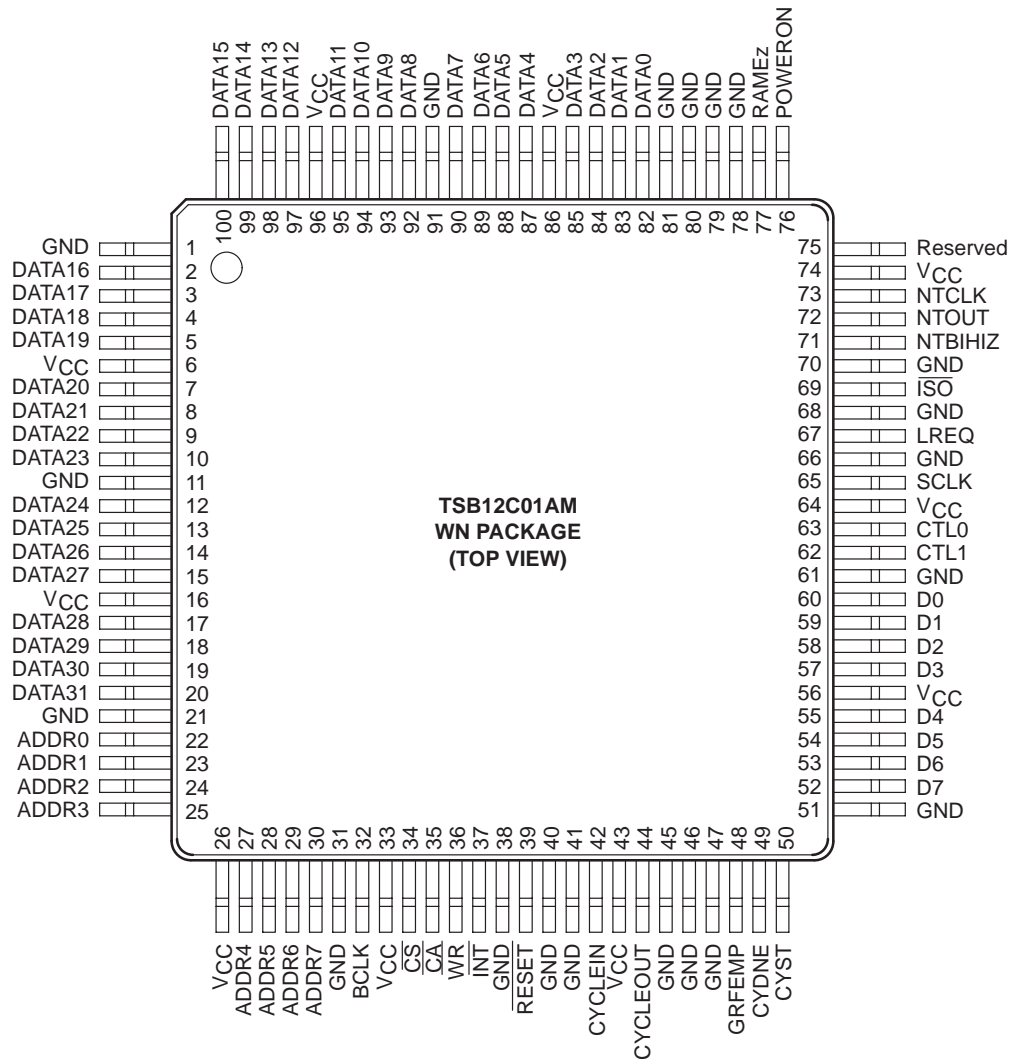 DATA15
DATA14
DATA13
DATA12
VCC
DATA11
DATA10
DATA9
DATA8
GND
DATA7
DATA6
DATA5
DATA4
VCC
DATA3
DATA2
DATA1
DATA0
GND
GND
GND
GND
RAMEz
POWERON
100
99
98
97
96
95
94
93
92
91
90
89
88
87
86
85
84
83
82
81
80
79
78
77
76
GND 1
DATA16 2
DATA17 3
DATA18 4
DATA19 5
VCC 6
DATA20 7
DATA21 8
DATA22 9
DATA23 10
GND 11
DATA24 12
DATA25 13
DATA26 14
DATA27 15
VCC 16
DATA28 17
DATA29 18
DATA30 19
DATA31 20
GND 21
ADDR0 22
ADDR1 23
ADDR2 24
ADDR3 25
TSB12C01AM
WN PACKAGE
(TOP VIEW)
75 Reserved
74 VCC
73 NTCLK
72 NTOUT
71 NTBIHIZ
70 GND
69 ISO
68 GND
67 LREQ
66 GND
65 SCLK
64 VCC
63 CTL0
62 CTL1
61 GND
60 D0
59 D1
58 D2
57 D3
56 VCC
55 D4
54 D5
53 D6
52 D7
51 GND
26
27
28
29
30
31
32
33
34
35
36
37
38
39
40
41
42
43
44
45
46
47
48
49
50
VCC
ADDR4
ADDR5
ADDR6
ADDR7
GND
BCLK
VCC
CS
CA
WR
INT
GND
RESET
GND
GND
CYCLEIN
VCC
CYCLEOUT
GND
GND
GND
GRFEMP
CYDNE
CYST